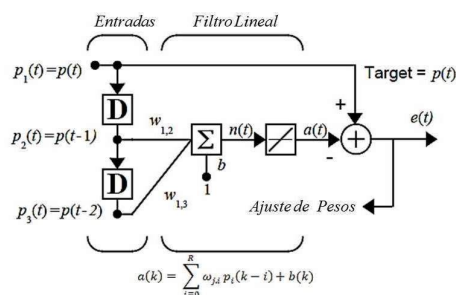 Entradas Filtro Lineal
p1(t)=p(t)
Target = p(t)
D
+
e(t)
p2(t)=p(t-1)
w1,2
Σ
n(t)
a(t)
+
-
b
D
w1,3
1
p3(t)=p(t-2)
Ajuste de Pesos
a(k) = ∑_{i=0}^{R} ω_{j,i} p_i(k − i) + b(k)